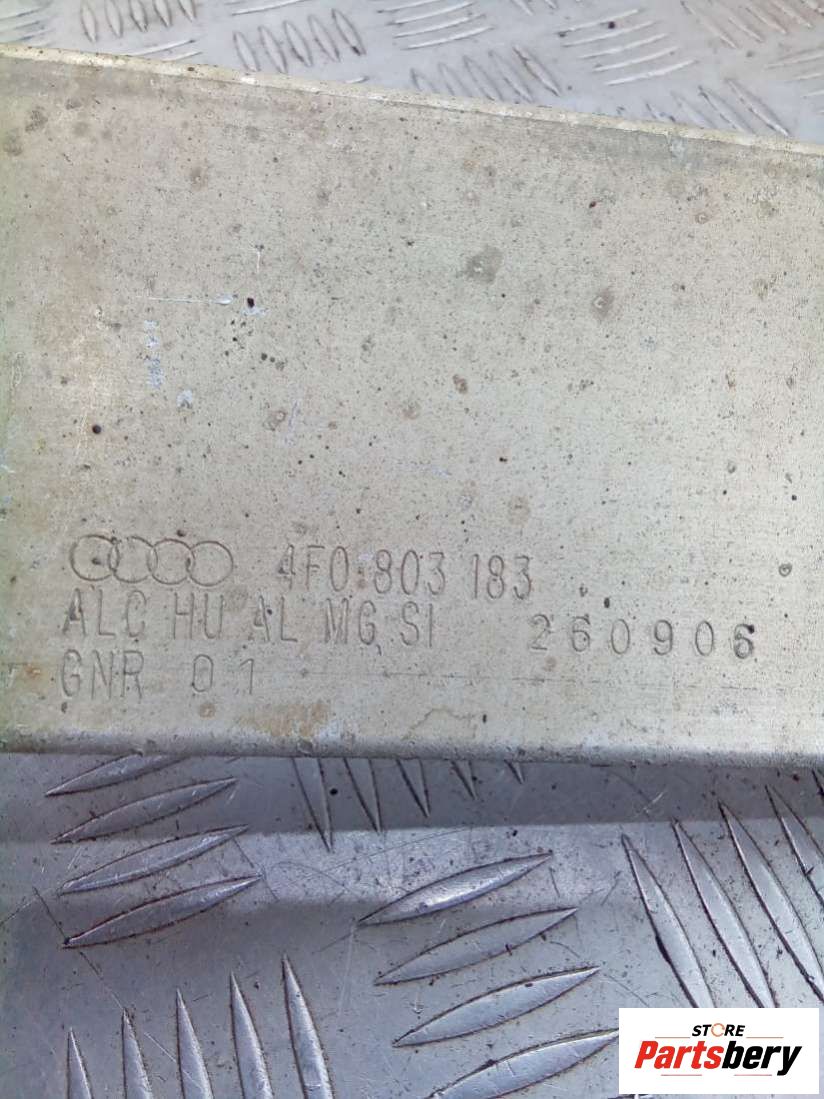 4F0 803 183
ALC HU AL MG SI 260906
GNR 01
STORE
Partsbery